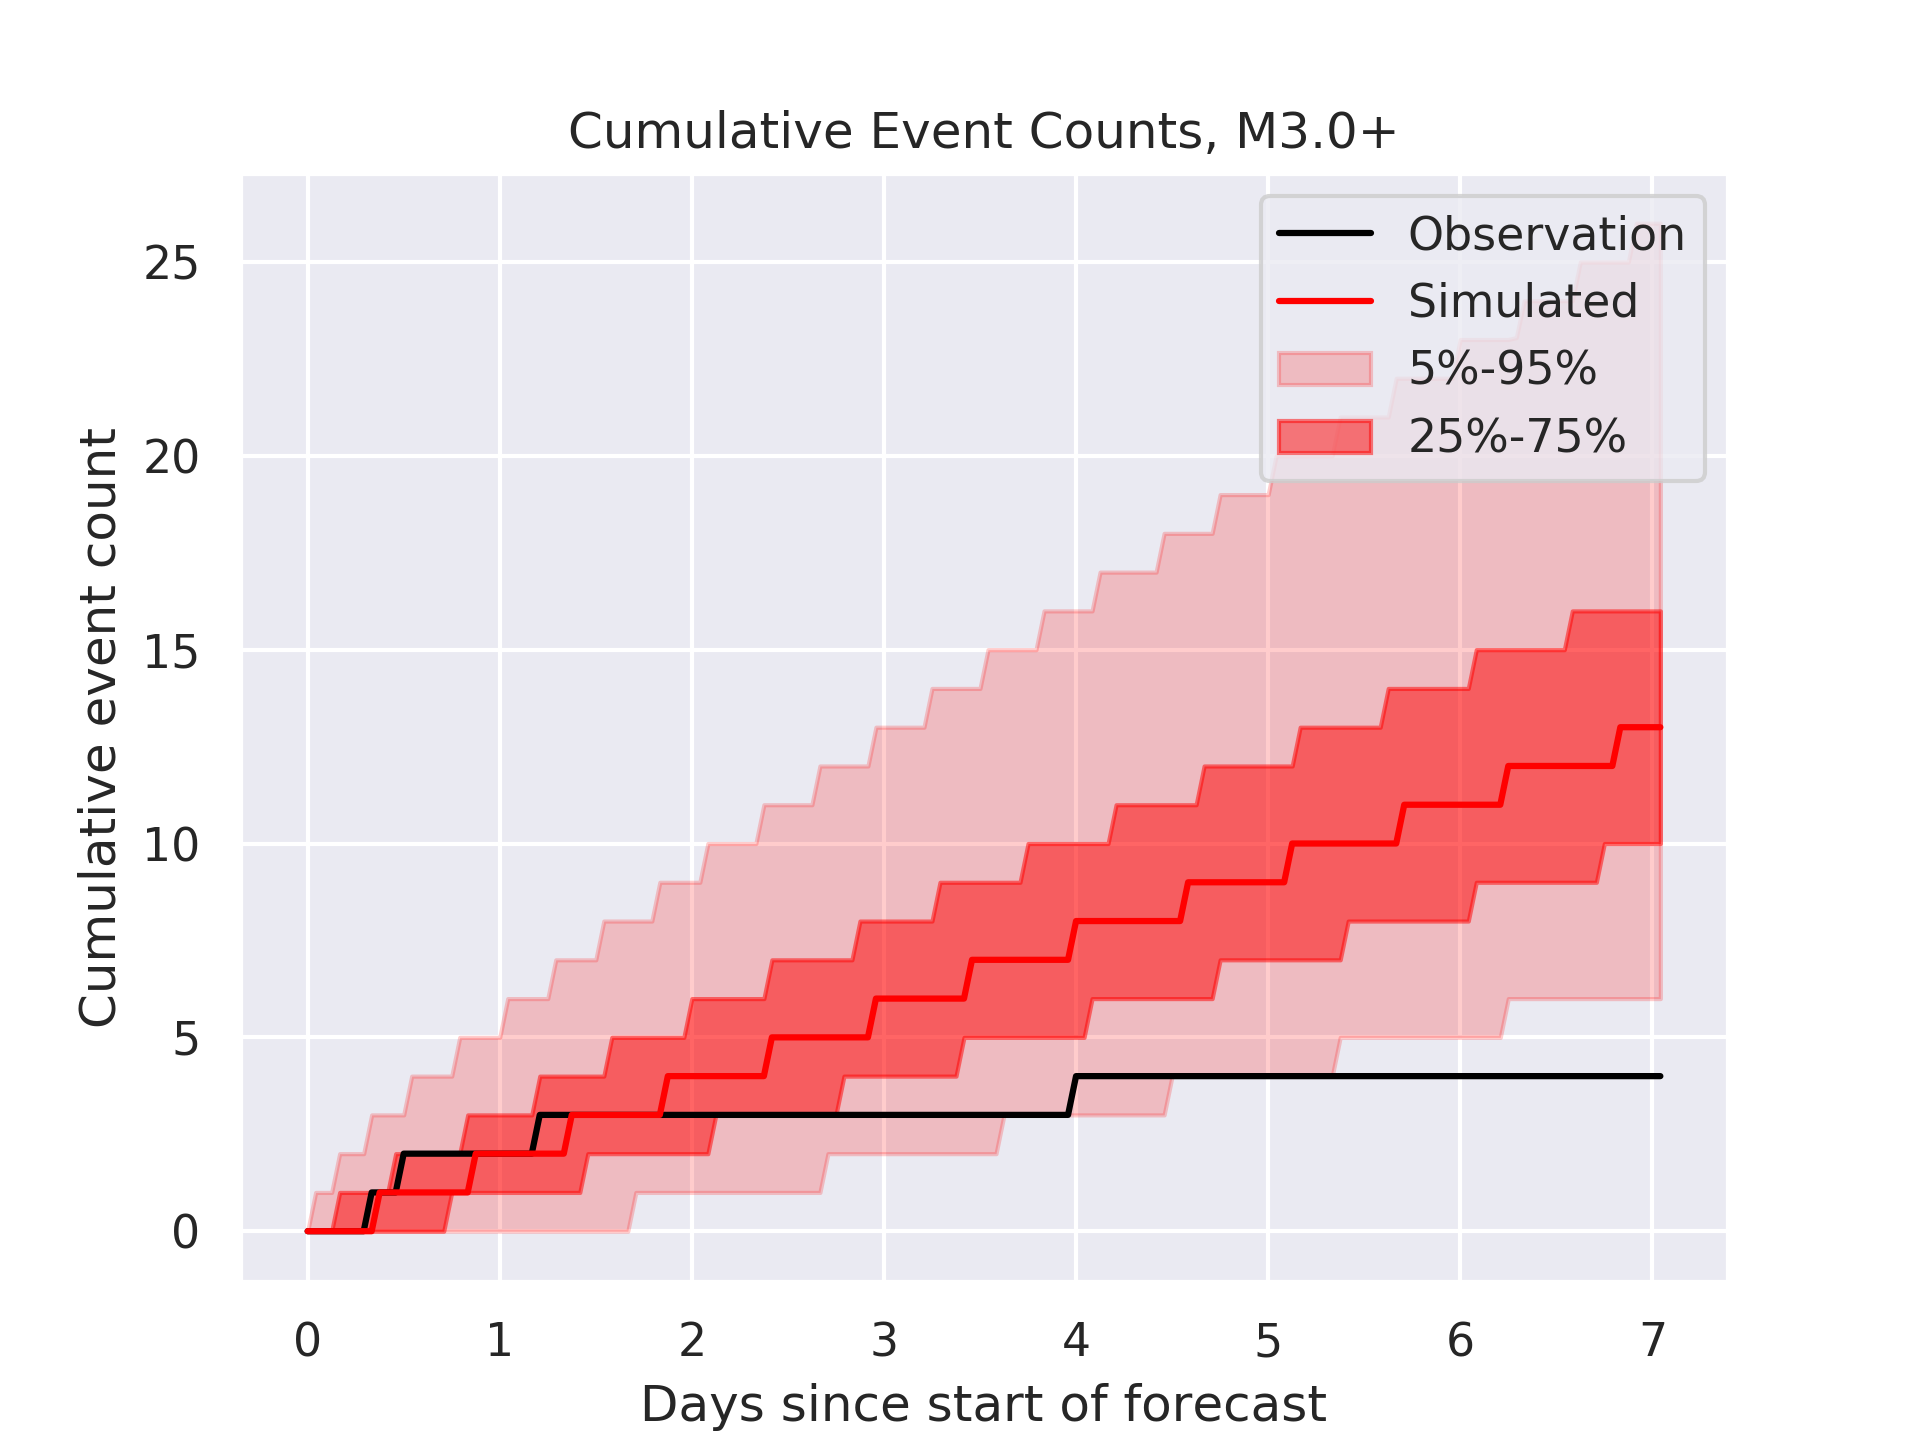 Cumulative Event Counts, M3.0+
Observation
Simulated
5%-95%
25%-75%
Cumulative event count
25
20
15
10
5
0
0 1 2 3 4 5 6 7
Days since start of forecast